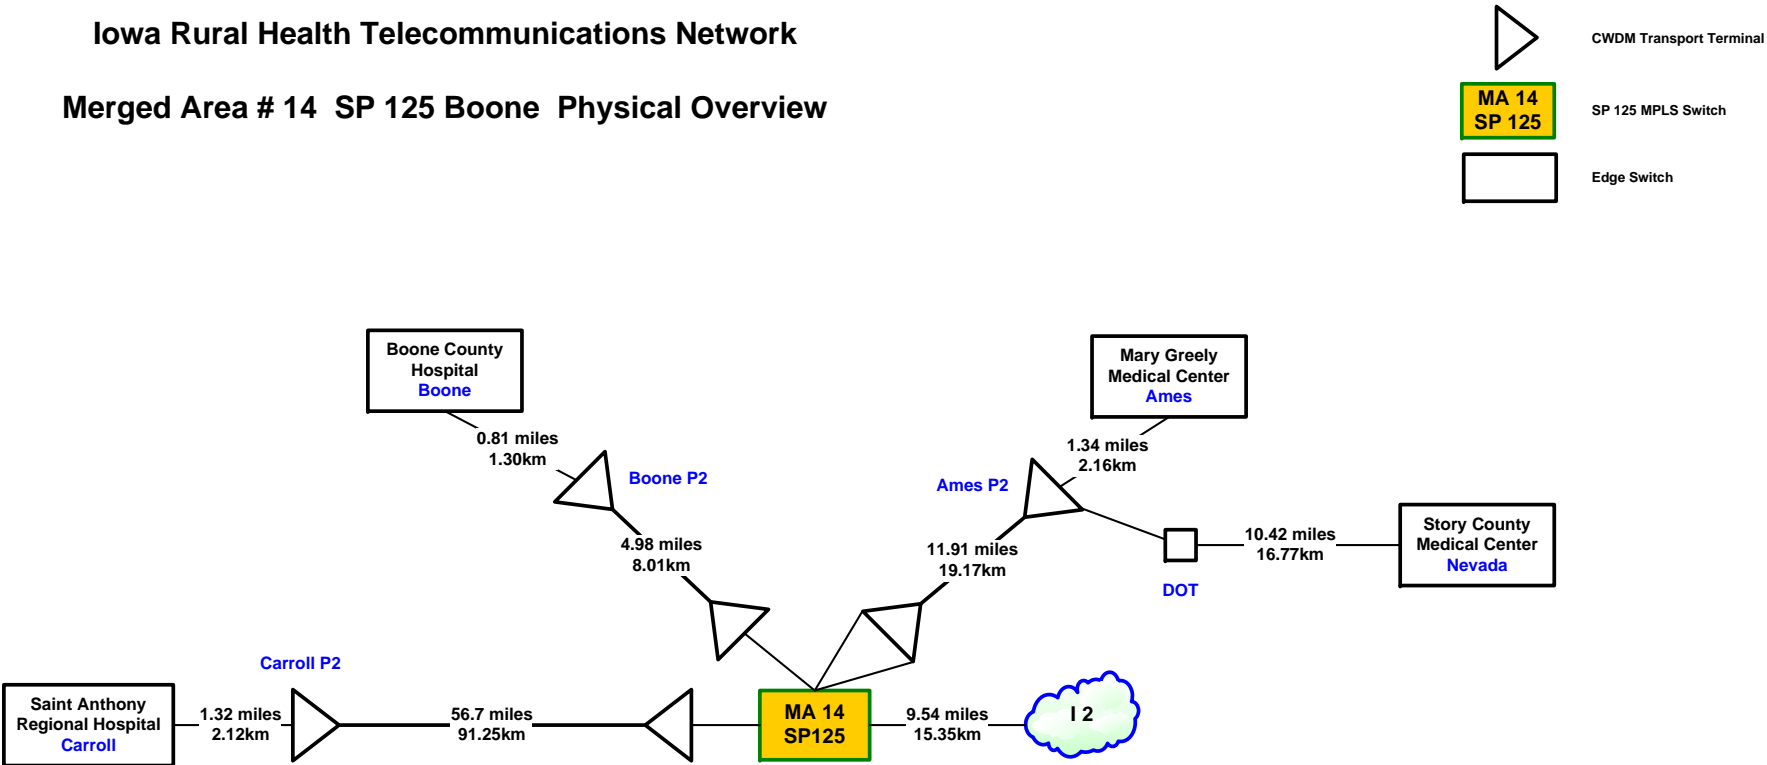 Iowa Rural Health Telecommunications Network
Merged Area # 14 SP 125 Boone Physical Overview
CWDM Transport Terminal
MA 14
SP 125
SP 125 MPLS Switch
Edge Switch
Boone County
Hospital
Boone
0.81 miles
1.30km
Boone P2
4.98 miles
8.01km
Mary Greely
Medical Center
Ames
1.34 miles
2.16km
Ames P2
11.91 miles
19.17km
DOT
10.42 miles
16.77km
Story County
Medical Center
Nevada
Carroll P2
Saint Anthony
Regional Hospital
Carroll
1.32 miles
2.12km
56.7 miles
91.25km
MA 14
SP125
9.54 miles
15.35km
I 2